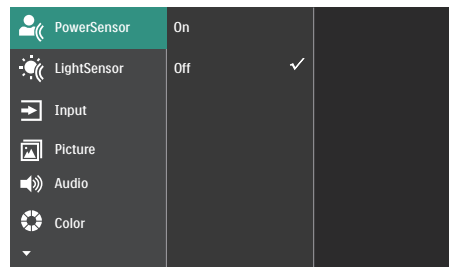 PowerSensor
On
LightSensor
Off
Input
Picture
Audio
Color